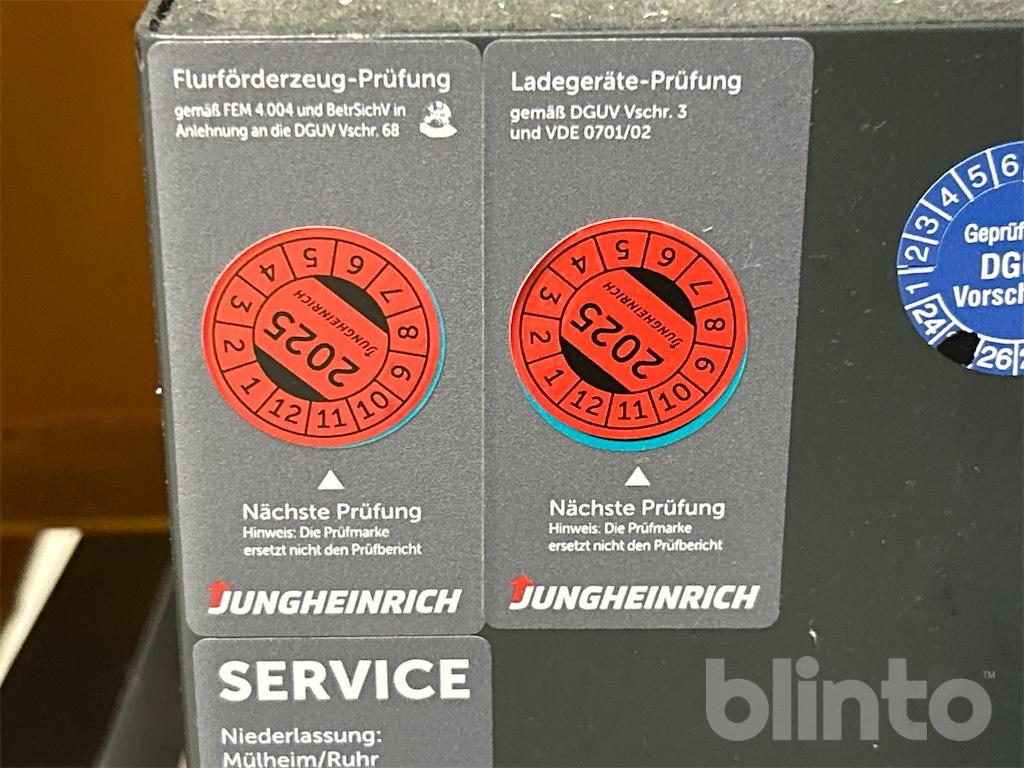 Flurförderzeug-Prüfung
gemäß FEM 4.004 und BetrSichV in
Anlehnung an die DGUV Vschr. 68
1 2 3 4 5 6 7 8 9 10 11 12
2025
JUNGHEINRICH
Nächste Prüfung
Hinweis: Die Prüfmarke
ersetzt nicht den Prüfbericht
JUNGHEINRICH
Ladegeräte-Prüfung
gemäß DGUV Vschr. 3
und VDE 0701/02
1 2 3 4 5 6 7 8 9 10 11 12
2025
JUNGHEINRICH
Nächste Prüfung
Hinweis: Die Prüfmarke
ersetzt nicht den Prüfbericht
JUNGHEINRICH
1 2 3 4 5 6
Geprüf
DGU
Vorsch
24 26 2
SERVICE
Niederlassung:
Mülheim/Ruhr
blinto™